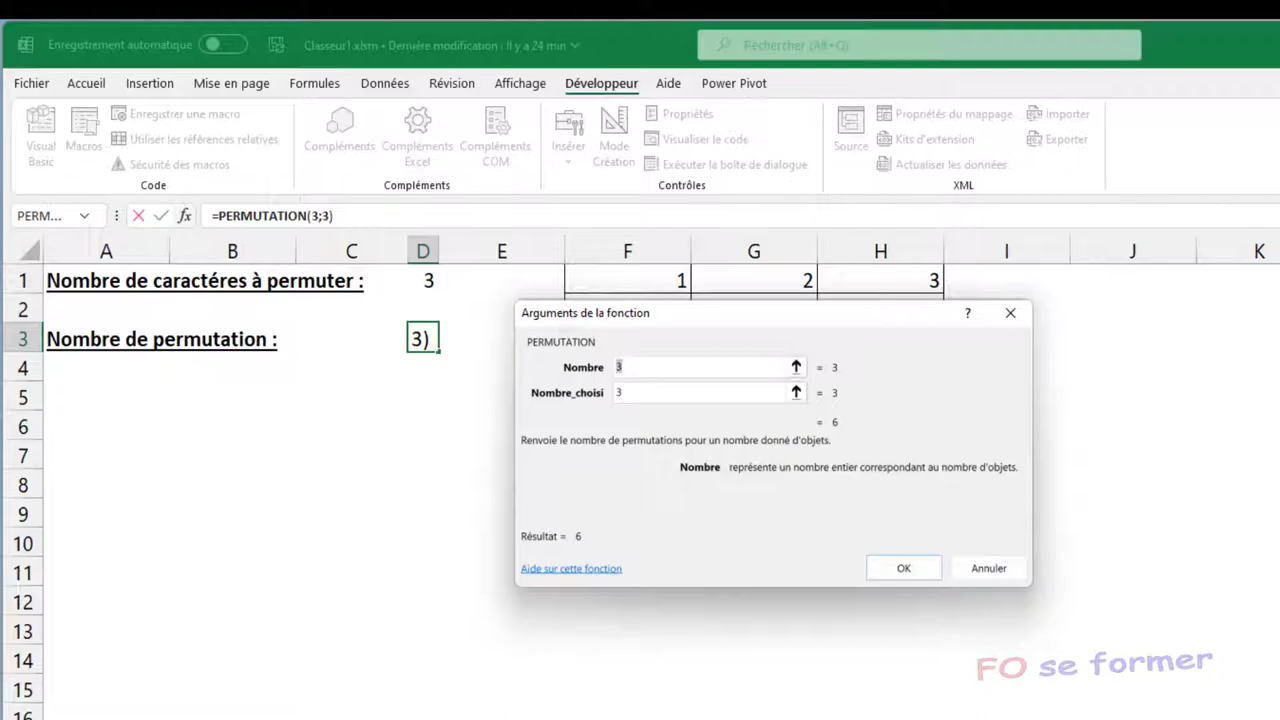 Enregistrement automatique
Classeur1.xlsm • Dernière modification : Il y a 24 min
Rechercher (Alt+Q)
Fichier Accueil Insertion Mise en page Formules Données Révision Affichage Développeur Aide Power Pivot
Visual Basic
Macros
Enregistrer une macro
Utiliser les références relatives
Sécurité des macros
Code
Compléments
Compléments Excel
Compléments COM
Compléments
Insérer
Mode Création
Propriétés
Visualiser le code
Exécuter la boîte de dialogue
Contrôles
Source
Propriétés du mappage
Kits d'extension
Actualiser les données
Importer
Exporter
XML
PERM... fx =PERMUTATION(3;3)
A B C D E F G H I J K
1 Nombre de caractéres à permuter : 3 1 2 3
2
3 Nombre de permutation : 3)
4
5
6
7
8
9
10
11
12
13
14
15
16
Arguments de la fonction ?
PERMUTATION
Nombre 3 = 3
Nombre_choisi 3 = 3
= 6
Renvoie le nombre de permutations pour un nombre donné d'objets.
Nombre représente un nombre entier correspondant au nombre d'objets.
Résultat = 6
Aide sur cette fonction
OK Annuler
FO se former